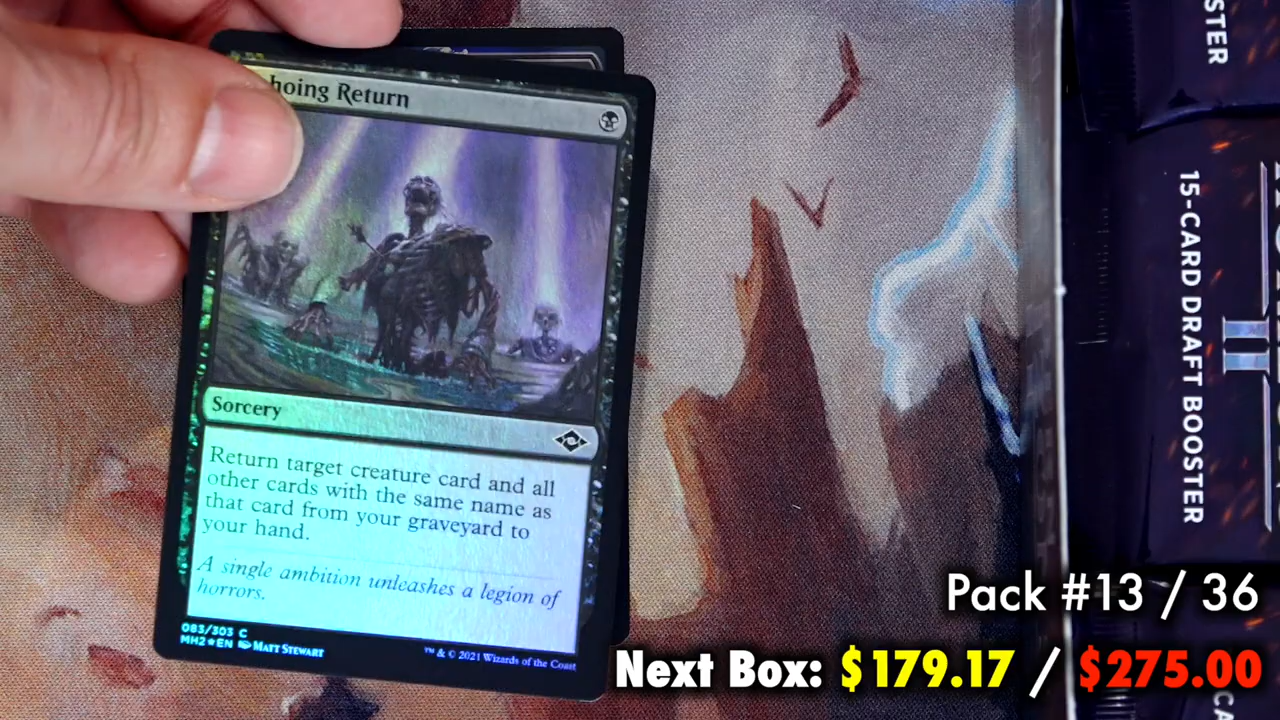 hoing Return
Sorcery
Return target creature card and all
other cards with the same name as
that card from your graveyard to
your hand.
A single ambition unleashes a legion of
horrors.
083/303 C
MH2 ★ EN MATT STEWART
™ & © 2021 Wizards of the Coast
STER
15-CARD DRAFT BOOSTER
Pack #13 / 36
Next Box: $179.17 / $275.00